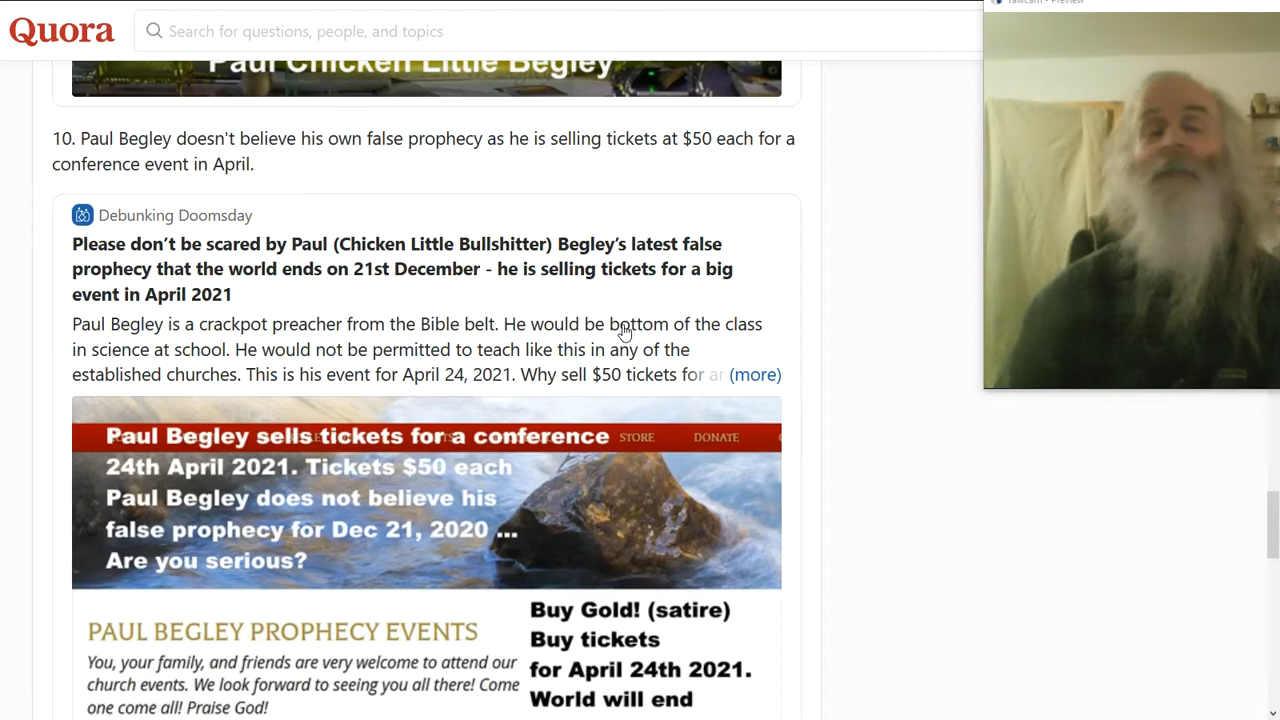 Quora
Search for questions, people, and topics
Yawcam - Preview
Paul Chicken Little Begley
10. Paul Begley doesn't believe his own false prophecy as he is selling tickets at $50 each for a
conference event in April.
Debunking Doomsday
Please don’t be scared by Paul (Chicken Little Bullshitter) Begley’s latest false
prophecy that the world ends on 21st December - he is selling tickets for a big
event in April 2021
Paul Begley is a crackpot preacher from the Bible belt. He would be bottom of the class
in science at school. He would not be permitted to teach like this in any of the
established churches. This is his event for April 24, 2021. Why sell $50 tickets for ar (more)
Paul Begley sells tickets for a conference STORE DONATE
24th April 2021. Tickets $50 each
Paul Begley does not believe his
false prophecy for Dec 21, 2020 ...
Are you serious?
Buy Gold! (satire)
Buy tickets
for April 24th 2021.
World will end
PAUL BEGLEY PROPHECY EVENTS
You, your family, and friends are very welcome to attend our
church events. We look forward to seeing you all there! Come
one come all! Praise God!